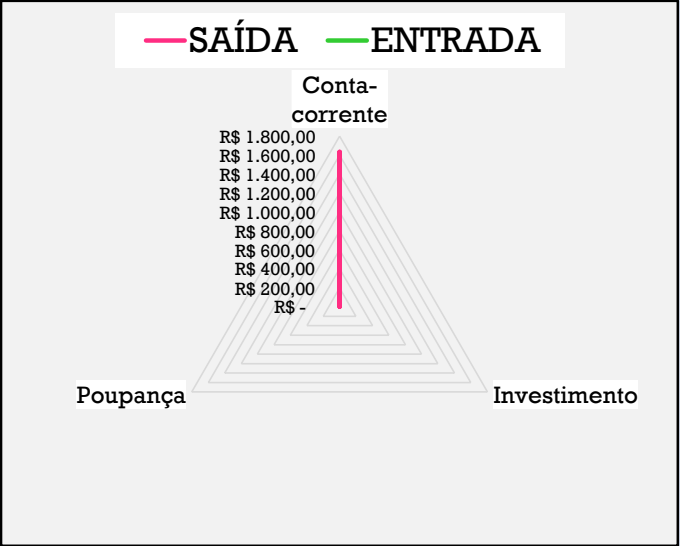 SAÍDA ENTRADA
Conta-
corrente
R$ 1.800,00
R$ 1.600,00
R$ 1.400,00
R$ 1.200,00
R$ 1.000,00
R$ 800,00
R$ 600,00
R$ 400,00
R$ 200,00
R$ -
Poupança Investimento